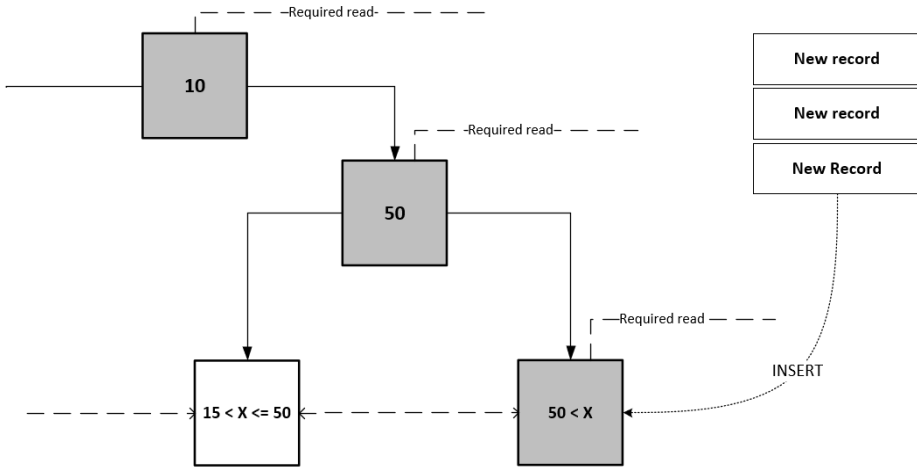 Required read
10
New record
New record
New Record
Required read
50
Required read
INSERT
15 < X <= 50
50 < X